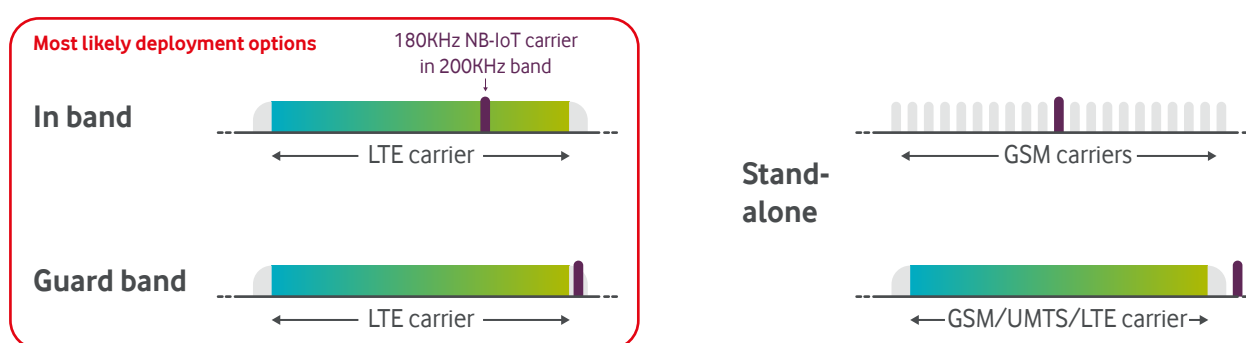 Most likely deployment options
180KHz NB-IoT carrier
in 200KHz band
In band
LTE carrier
Guard band
LTE carrier
Stand-
alone
GSM carriers
GSM/UMTS/LTE carrier